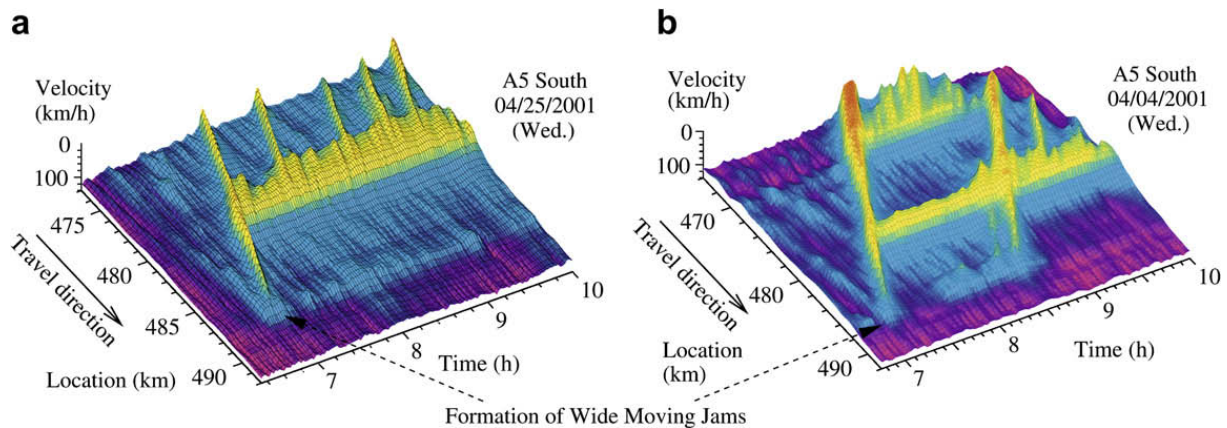 a
Velocity
(km/h)
0
100
A5 South
04/25/2001
(Wed.)
475
480
485
490
Travel direction
Location (km)
7
8
9
10
Time (h)
b
Velocity
(km/h)
0
100
A5 South
04/04/2001
(Wed.)
470
480
490
Travel direction
Location
(km)
7
8
9
10
Time (h)
Formation of Wide Moving Jams